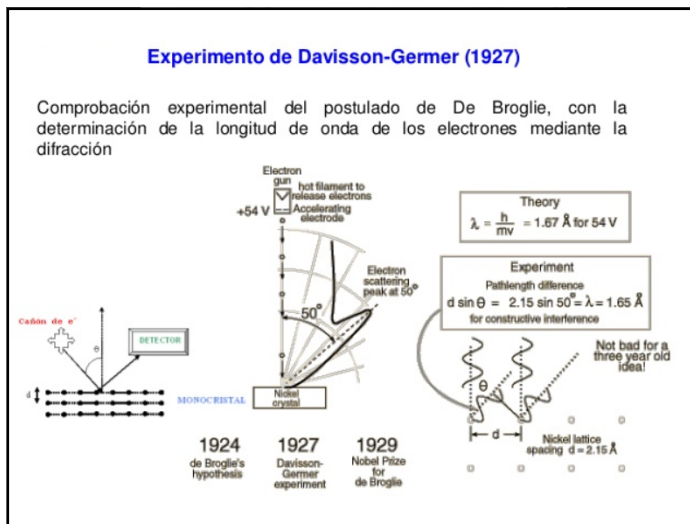 Experimento de Davisson-Germer (1927)
Comprobación experimental del postulado de De Broglie, con la
determinación de la longitud de onda de los electrones mediante la
difracción
Electron
gun
hot filament to
release electrons
+54 V
Accelerating
electrode
Electron
scattering
peak at 50°
50°
Nickel
crystal
Theory
λ = h/mv = 1.67 Å for 54 V
Experiment
Pathlength difference
d sin θ = 2.15 sin 50° = λ = 1.65 Å
for constructive interference
Not bad for a
three year old
idea!
θ
d
Nickel lattice
spacing d = 2.15 Å
Cañón de e⁻
θ
DETECTOR
d
MONOCRISTAL
1924
de Broglie's
hypothesis
1927
Davisson-
Germer
experiment
1929
Nobel Prize
for
de Broglie